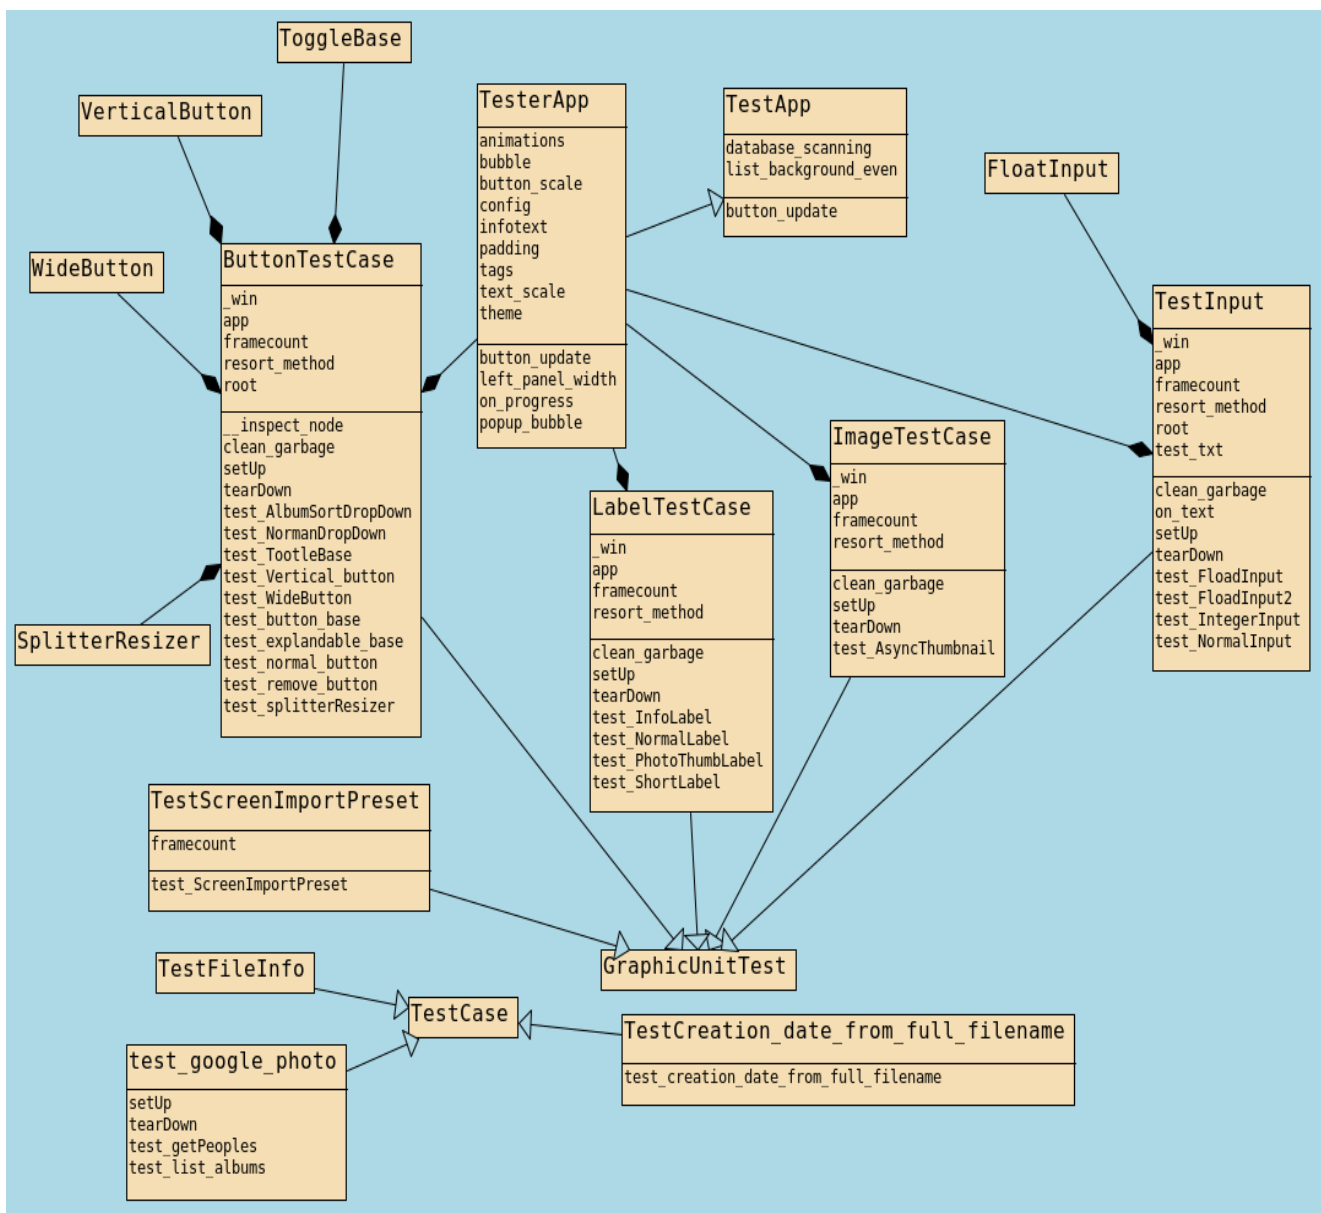 ToggleBase
VerticalButton
WideButton
ButtonTestCase
_win
app
framecount
resort_method
root
__inspect_node
clean_garbage
setUp
tearDown
test_AlbumSortDropDown
test_NormanDropDown
test_TootleBase
test_Vertical_button
test_WideButton
test_button_base
test_explandable_base
test_normal_button
test_remove_button
test_splitterResizer
SplitterResizer
TesterApp
animations
bubble
button_scale
config
infotext
padding
tags
text_scale
theme
button_update
left_panel_width
on_progress
popup_bubble
TestApp
database_scanning
list_background_even
button_update
FloatInput
TestInput
_win
app
framecount
resort_method
root
test_txt
clean_garbage
on_text
setUp
tearDown
test_FloadInput
test_FloadInput2
test_IntegerInput
test_NormalInput
ImageTestCase
_win
app
framecount
resort_method
clean_garbage
setUp
tearDown
test_AsyncThumbnail
LabelTestCase
_win
app
framecount
resort_method
clean_garbage
setUp
tearDown
test_InfoLabel
test_NormalLabel
test_PhotoThumbLabel
test_ShortLabel
TestScreenImportPreset
framecount
test_ScreenImportPreset
GraphicUnitTest
TestFileInfo
TestCase
TestCreation_date_from_full_filename
test_creation_date_from_full_filename
test_google_photo
setUp
tearDown
test_getPeoples
test_list_albums